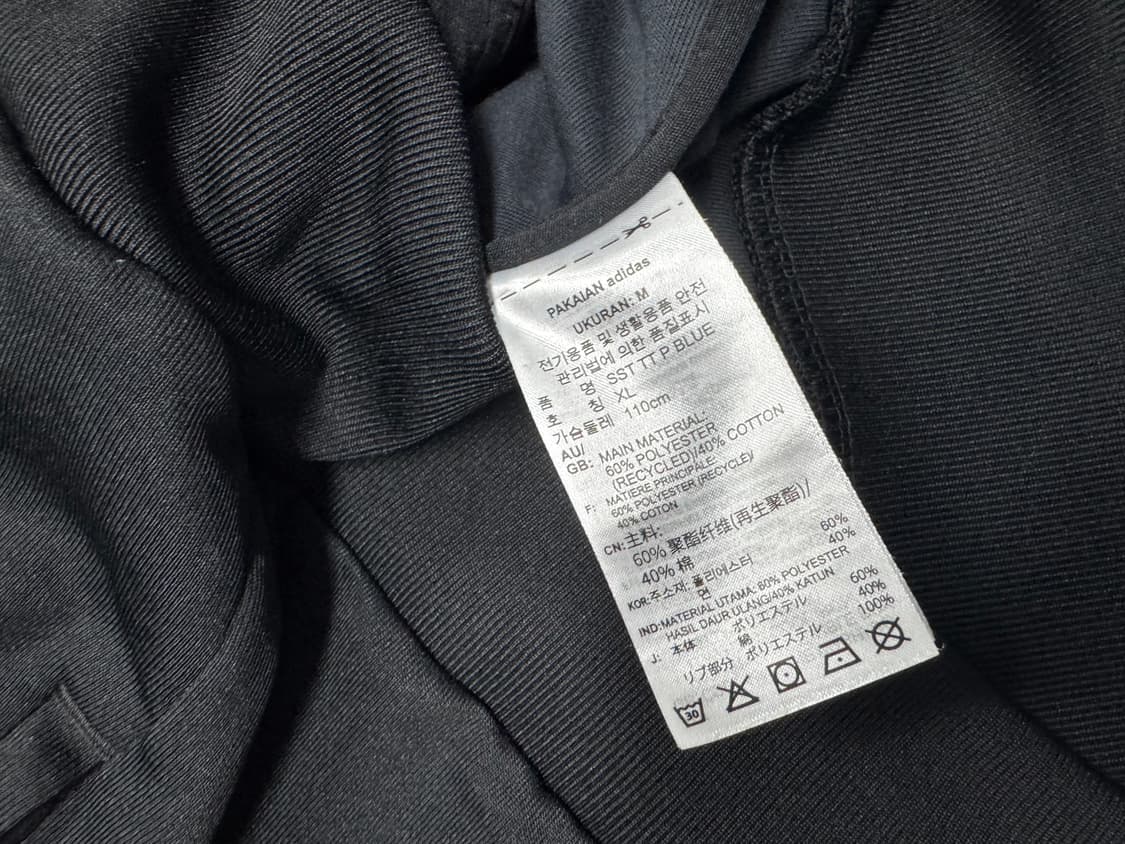 PAKAIAN adidas
UKURAN: M
전기용품 및 생활용품 안전
관리법에 의한 품질표시
품 명 SST TT P BLUE
호 칭 XL
가슴둘레 110cm
AU/
GB: MAIN MATERIAL:
60% POLYESTER
(RECYCLED)/40% COTTON
F: MATIERE PRINCIPALE:
60% POLYESTER (RECYCLÉ)/
40% COTON
CN:主料:
60% 聚酯纤维(再生聚酯)/
40% 棉
KOR:주소재, 폴리에스터 60%
면 40%
IND:MATERIAL UTAMA: 60% POLYESTER
HASIL DAUR ULANG/40% KATUN
J: 本体 ポリエステル 60%
綿 40%
リブ部分 ポリエステル 100%
30